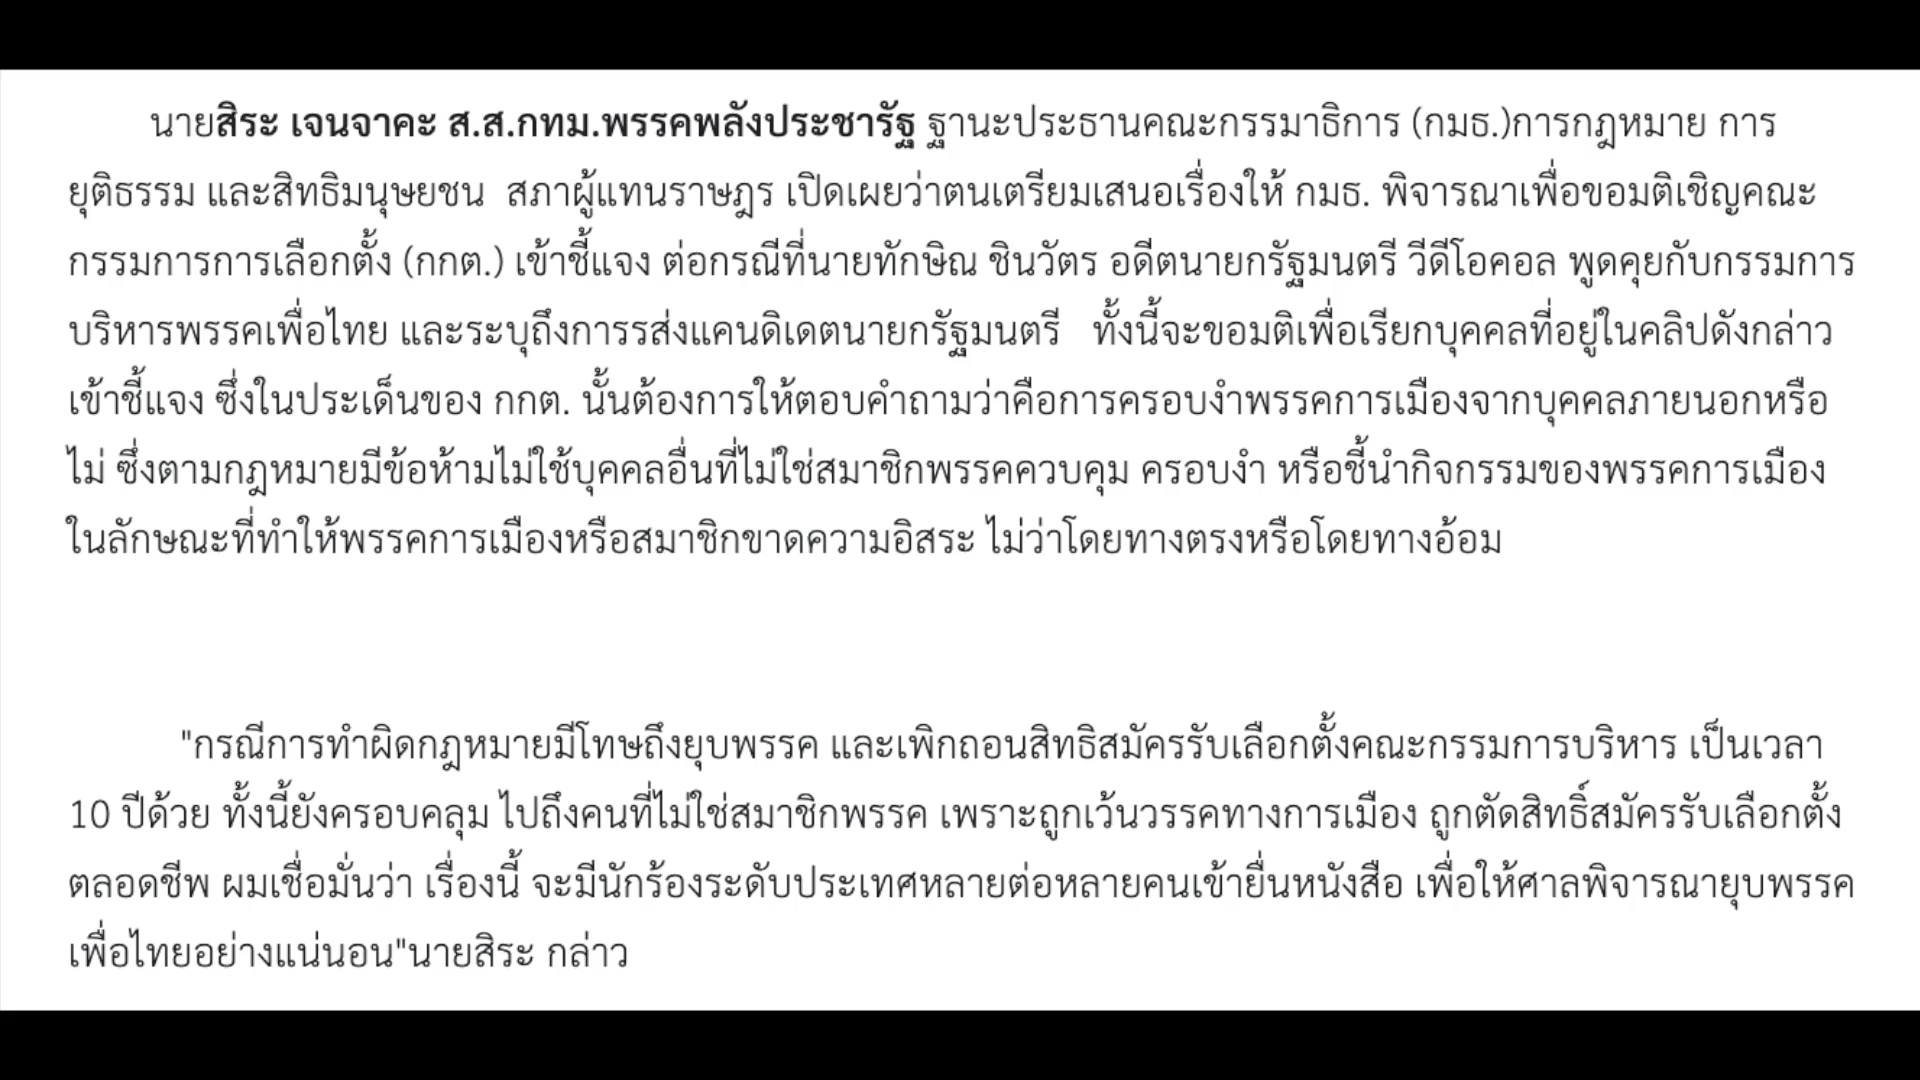 นายสิระ เจนจาคะ ส.ส.กทม.พรรคพลังประชารัฐ ฐานะประธานคณะกรรมาธิการ (กมธ.)การกฎหมาย การ
ยุติธรรม และสิทธิมนุษยชน สภาผู้แทนราษฎร เปิดเผยว่าตนเตรียมเสนอเรื่องให้ กมธ. พิจารณาเพื่อขอมติเชิญคณะ
กรรมการการเลือกตั้ง (กกต.) เข้าชี้แจง ต่อกรณีที่นายทักษิณ ชินวัตร อดีตนายกรัฐมนตรี วีดีโอคอล พูดคุยกับกรรมการ
บริหารพรรคเพื่อไทย และระบุถึงการรส่งแคนดิเดตนายกรัฐมนตรี ทั้งนี้จะขอมติเพื่อเรียกบุคคลที่อยู่ในคลิปดังกล่าว
เข้าชี้แจง ซึ่งในประเด็นของ กกต. นั้นต้องการให้ตอบคำถามว่าคือการครอบงำพรรคการเมืองจากบุคคลภายนอกหรือ
ไม่ ซึ่งตามกฎหมายมีข้อห้ามไม่ใช้บุคคลอื่นที่ไม่ใช่สมาชิกพรรคควบคุม ครอบงำ หรือชี้นำกิจกรรมของพรรคการเมือง
ในลักษณะที่ทำให้พรรคการเมืองหรือสมาชิกขาดความอิสระ ไม่ว่าโดยทางตรงหรือโดยทางอ้อม
"กรณีการทำผิดกฎหมายมีโทษถึงยุบพรรค และเพิกถอนสิทธิสมัครรับเลือกตั้งคณะกรรมการบริหาร เป็นเวลา
10 ปีด้วย ทั้งนี้ยังครอบคลุม ไปถึงคนที่ไม่ใช่สมาชิกพรรค เพราะถูกเว้นวรรคทางการเมือง ถูกตัดสิทธิ์สมัครรับเลือกตั้ง
ตลอดชีพ ผมเชื่อมั่นว่า เรื่องนี้ จะมีนักร้องระดับประเทศหลายต่อหลายคนเข้ายื่นหนังสือ เพื่อให้ศาลพิจารณายุบพรรค
เพื่อไทยอย่างแน่นอน"นายสิระ กล่าว